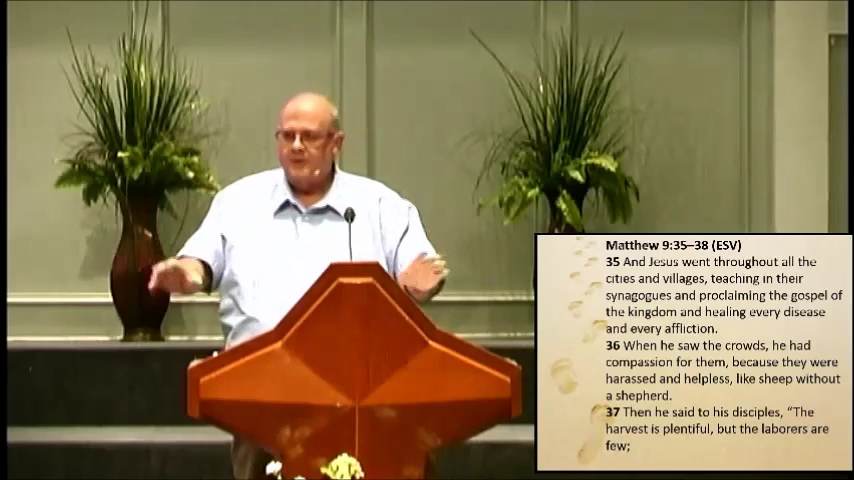 Matthew 9:35–38 (ESV)
35 And Jesus went throughout all the
cities and villages, teaching in their
synagogues and proclaiming the gospel of
the kingdom and healing every disease
and every affliction.
36 When he saw the crowds, he had
compassion for them, because they were
harassed and helpless, like sheep without
a shepherd.
37 Then he said to his disciples, “The
harvest is plentiful, but the laborers are
few;